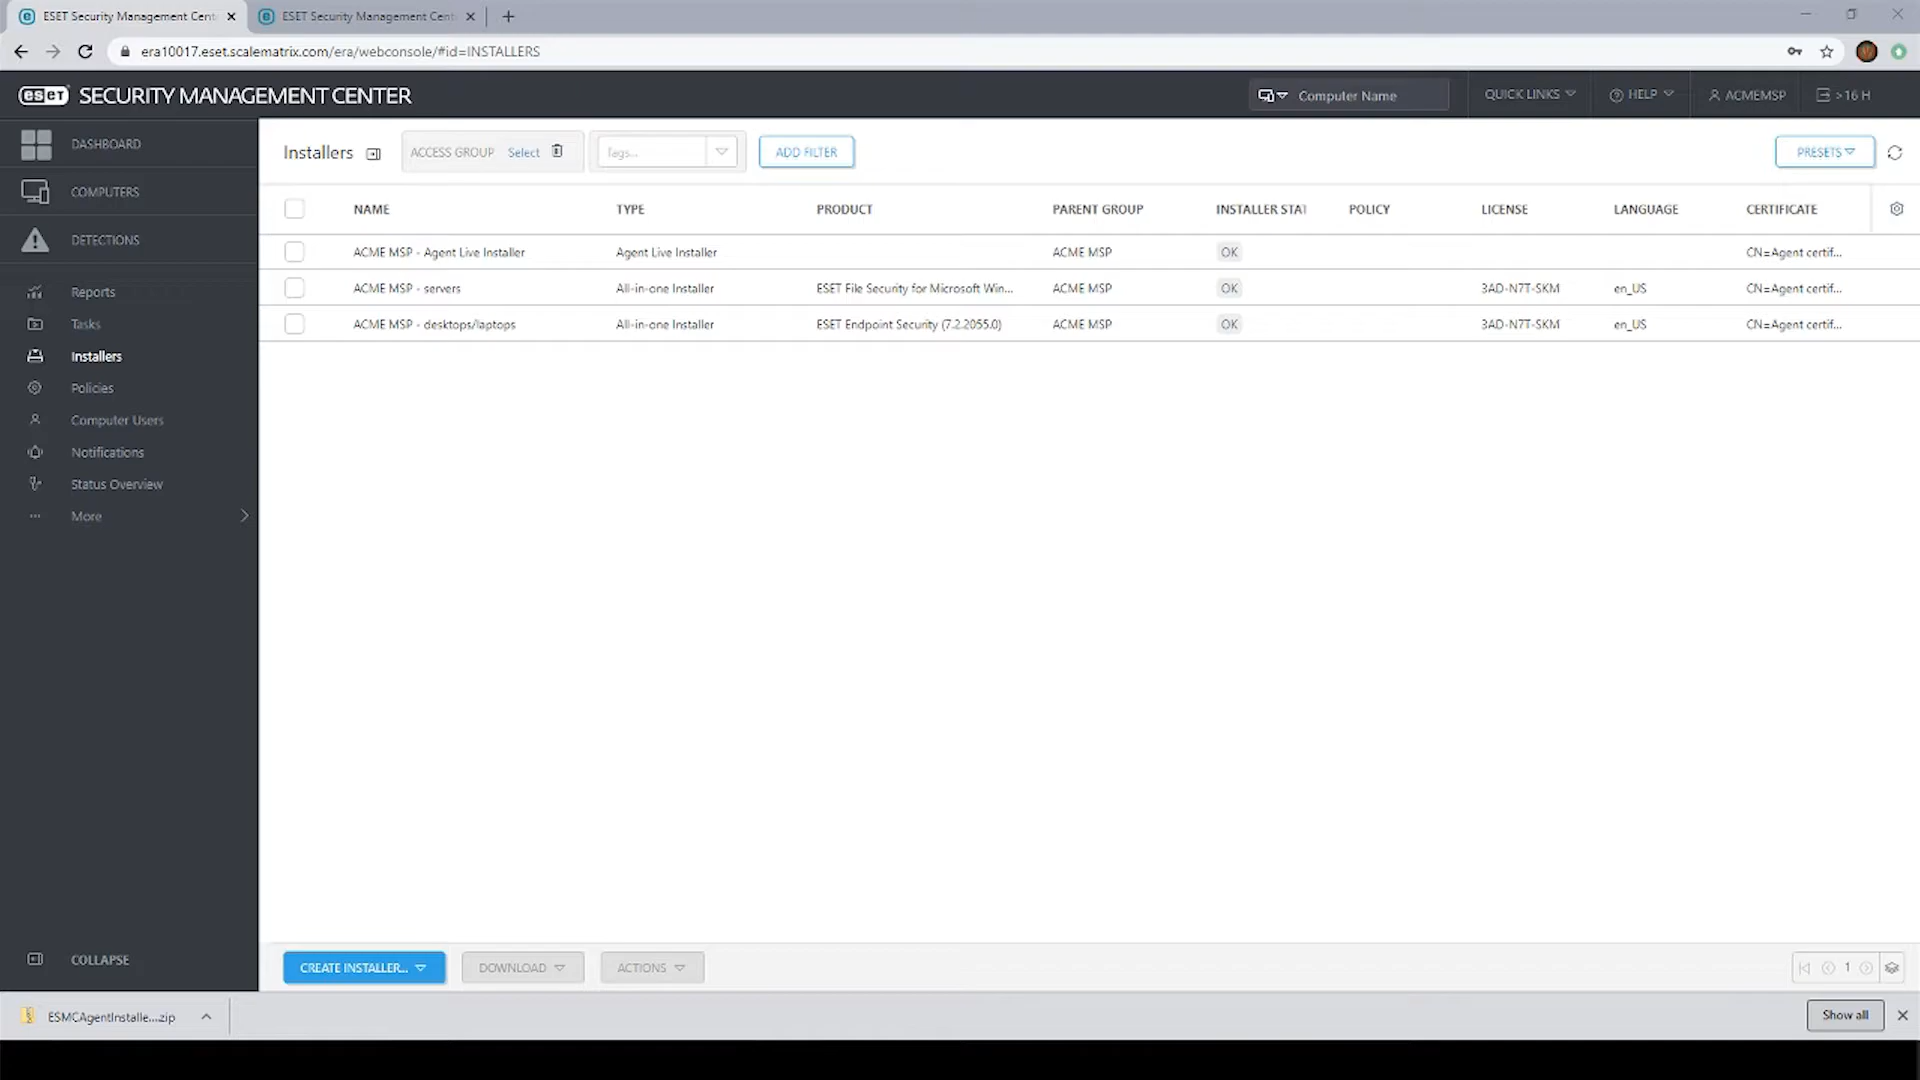 ESET Security Management Cent
ESET Security Management Cent
era10017.eset.scalematrix.com/era/webconsole/#id=INSTALLERS
eset SECURITY MANAGEMENT CENTER
Computer Name
QUICK LINKS
HELP
ACMEMSP
>16 H
DASHBOARD
COMPUTERS
DETECTIONS
Reports
Tasks
Installers
Policies
Computer Users
Notifications
Status Overview
More
COLLAPSE
Installers
ACCESS GROUP Select
Tags...
ADD FILTER
PRESETS
NAME TYPE PRODUCT PARENT GROUP INSTALLER STAT POLICY LICENSE LANGUAGE CERTIFICATE
ACME MSP - Agent Live Installer Agent Live Installer ACME MSP OK CN=Agent certif...
ACME MSP - servers All-in-one Installer ESET File Security for Microsoft Win... ACME MSP OK 3AD-N7T-SKM en_US CN=Agent certif...
ACME MSP - desktops/laptops All-in-one Installer ESET Endpoint Security (7.2.2055.0) ACME MSP OK 3AD-N7T-SKM en_US CN=Agent certif...
CREATE INSTALLER...
DOWNLOAD
ACTIONS
1
ESMCAgentInstalle....zip
Show all